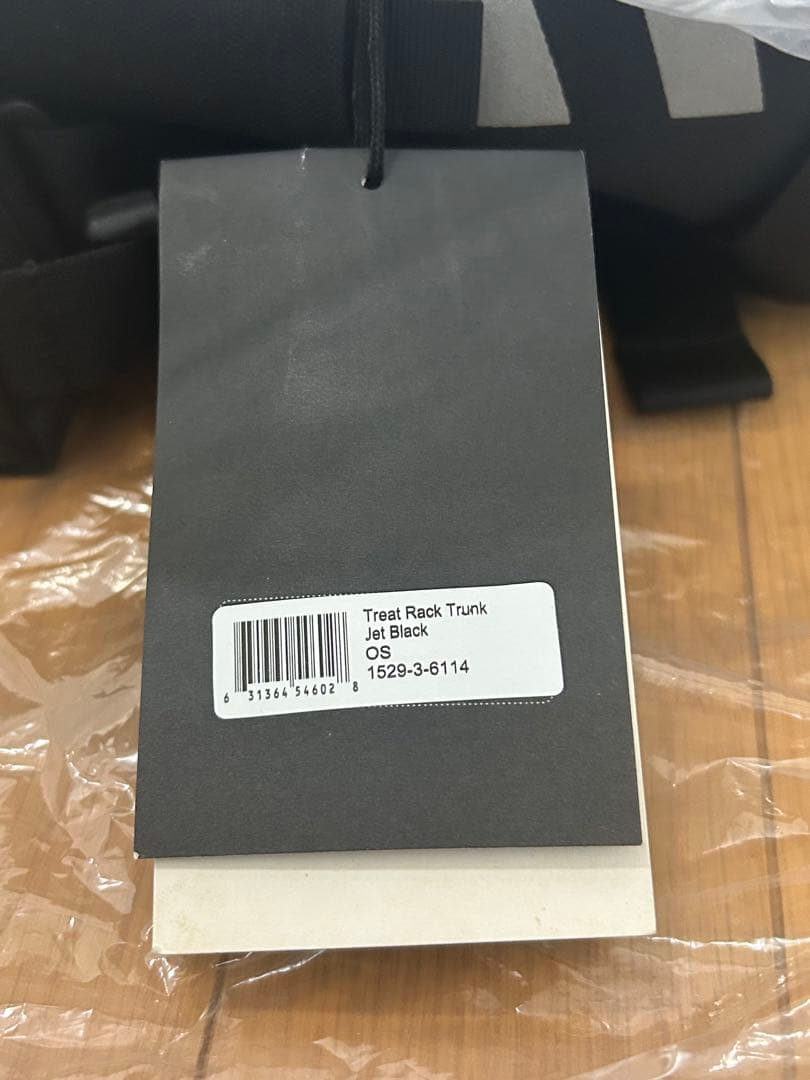 Treat Rack Trunk
Jet Black
OS
1529-3-6114
6 31364 54602 8